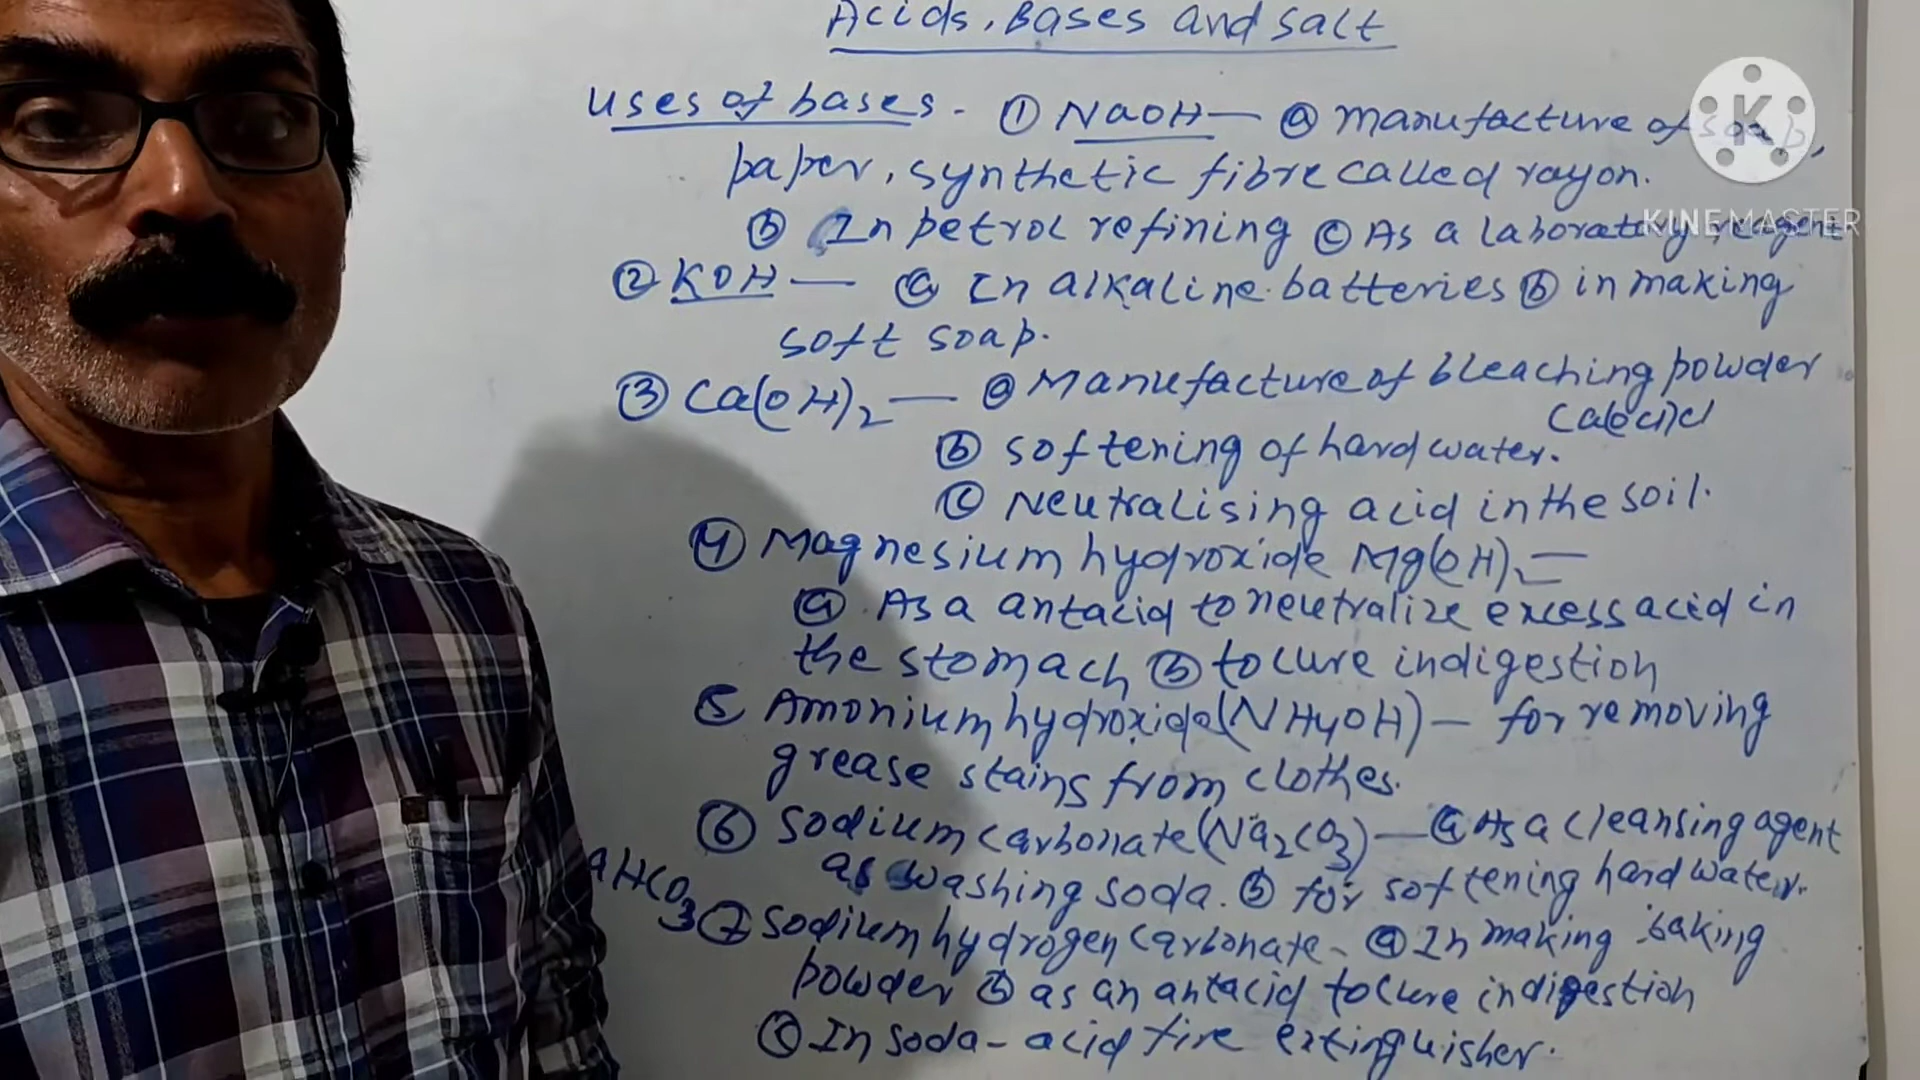 Acids, Bases and Salt
Uses of bases - ① NaOH — ⓐ Manufacture of soap,
paper, synthetic fibre called rayon.
ⓑ In petrol refining ⓒ As a laboratory reagent
② KOH — ⓐ In alkaline batteries ⓑ in making
soft soap.
③ Ca(OH)₂ — ⓐ Manufacture of bleaching powder
ⓑ softening of hard water.
ⓒ Neutralising acid in the soil.
④ Magnesium hydroxide Mg(OH)₂ —
ⓐ As a antacid to neutralize excess acid in
the stomach ⓑ to cure indigestion
⑤ Amonium hydroxide (NH4OH) — for removing
grease stains from clothes.
⑥ Sodium carbonate (Na₂CO₃) — ⓐ As a cleansing agent
as washing soda. ⓑ for softening hard water.
aHCO₃ ⑦ Sodium hydrogen carbonate - ⓐ In making baking
powder ⓑ as an antacid to cure indigestion
ⓒ In soda-acid fire extinguisher.
K
KINEMASTER